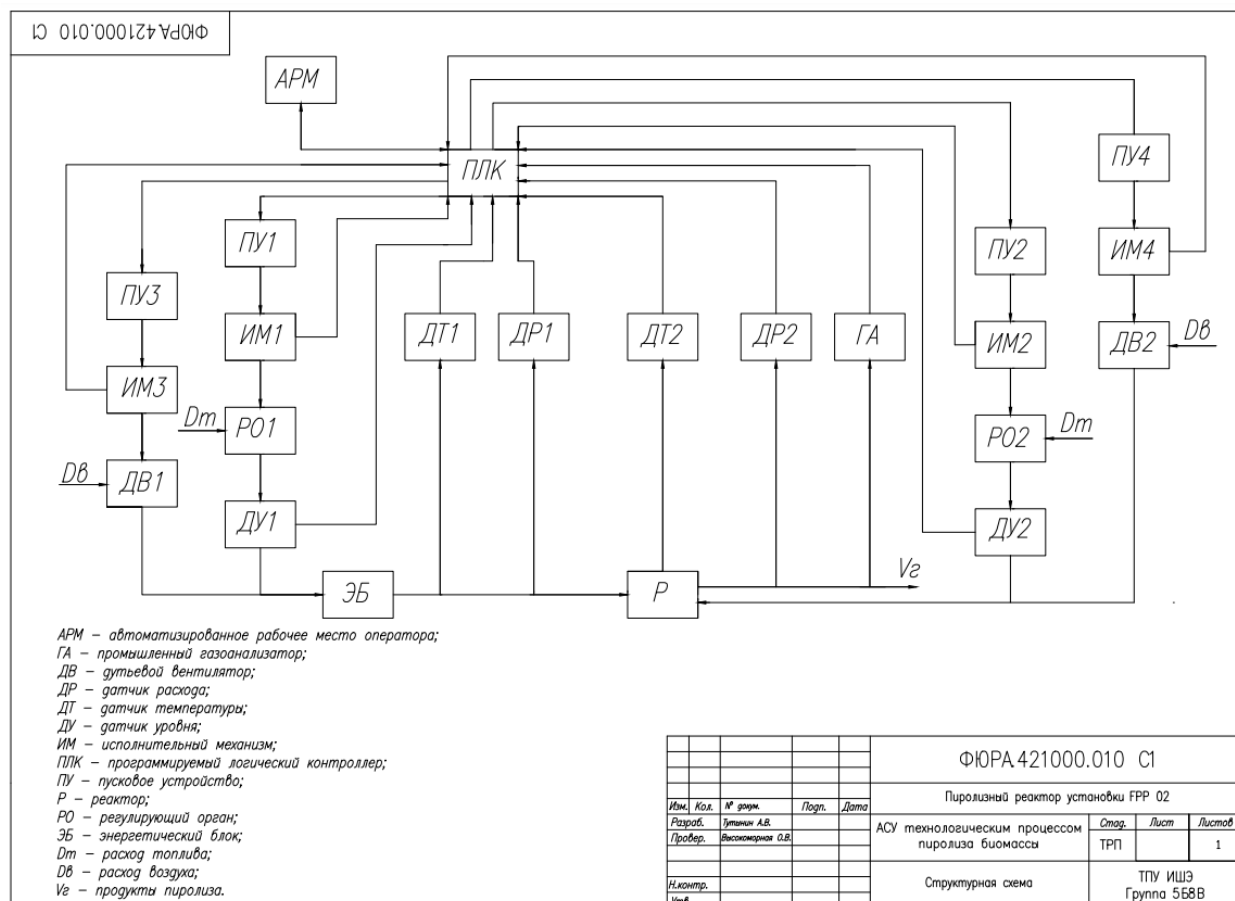 ФЮРА.421000.010 С1
АРМ
ПЛК
ПУ4
ПУ1
ПУ2
ИМ4
ПУ3
ИМ1
ДТ1
ДР1
ДТ2
ДР2
ГА
ИМ2
ДВ2
Dв
ИМ3
Dт
РО1
РО2
Dт
Dв
ДВ1
ДУ1
ДУ2
ЭБ
Р
Vг
АРМ – автоматизированное рабочее место оператора;
ГА – промышленный газоанализатор;
ДВ – дутьевой вентилятор;
ДР – датчик расхода;
ДТ – датчик температуры;
ДУ – датчик уровня;
ИМ – исполнительный механизм;
ПЛК – программируемый логический контроллер;
ПУ – пусковое устройство;
Р – реактор;
РО – регулирующий орган;
ЭБ – энергетический блок;
Dт – расход топлива;
Dв – расход воздуха;
Vг – продукты пиролиза.
ФЮРА.421000.010 С1
Пиролизный реактор установки FPP 02
Изм. Кол. № докум. Подп. Дата
Разраб. Тутынин А.В.
Провер. Высокоморная О.В.
АСУ технологическим процессом
пиролиза биомассы
Стад. Лист Листов
ТРП 1
Н.контр.
Утв.
Структурная схема
ТПУ ИШЭ
Группа 5Б8В